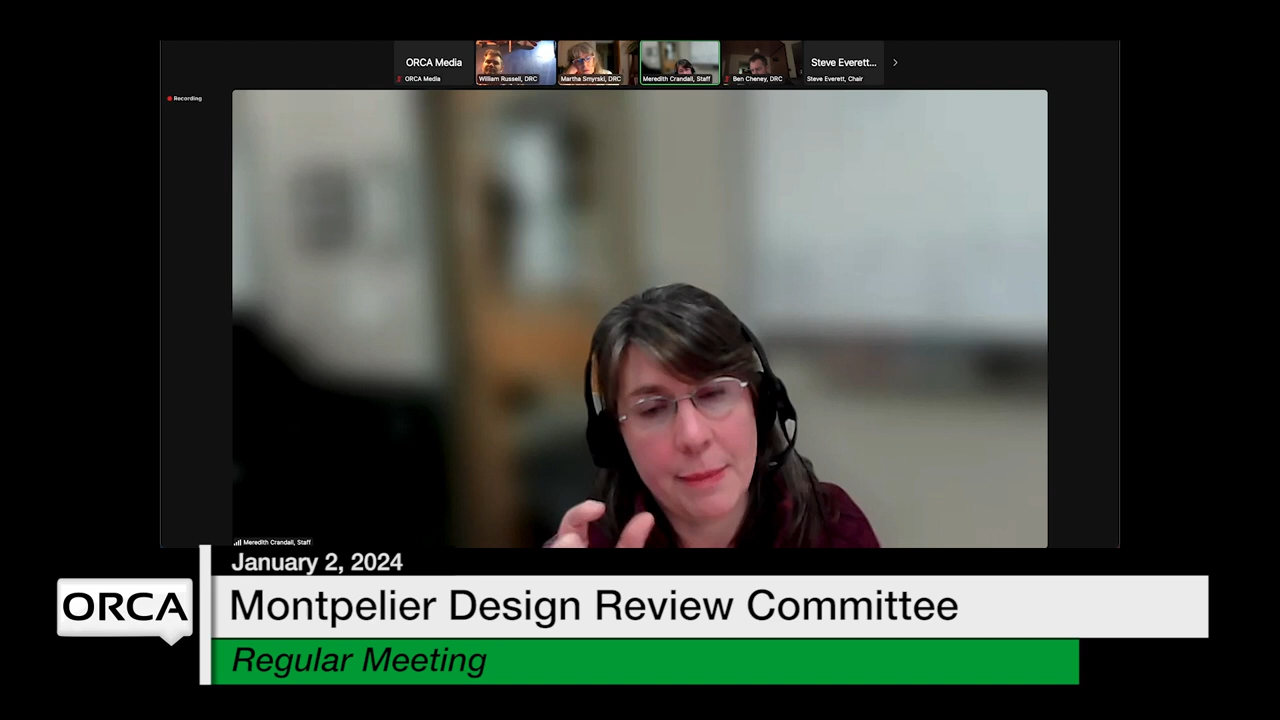 ORCA Media
Steve Everett...
ORCA Media
William Russell, DRC
Martha Smyrski, DRC
Meredith Crandall, Staff
Ben Cheney, DRC
Steve Everett, Chair
Recording
Meredith Crandall, Staff
January 2, 2024
ORCA
Montpelier Design Review Committee
Regular Meeting